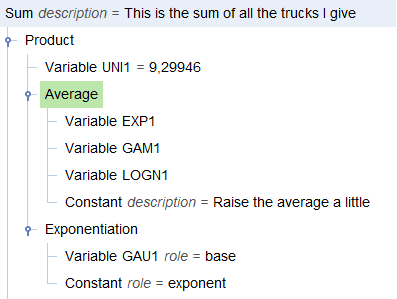 Sum description = This is the sum of all the trucks I give
Product
Variable UNI1 = 9,29946
Average
Variable EXP1
Variable GAM1
Variable LOGN1
Constant description = Raise the average a little
Exponentiation
Variable GAU1 role = base
Constant role = exponent